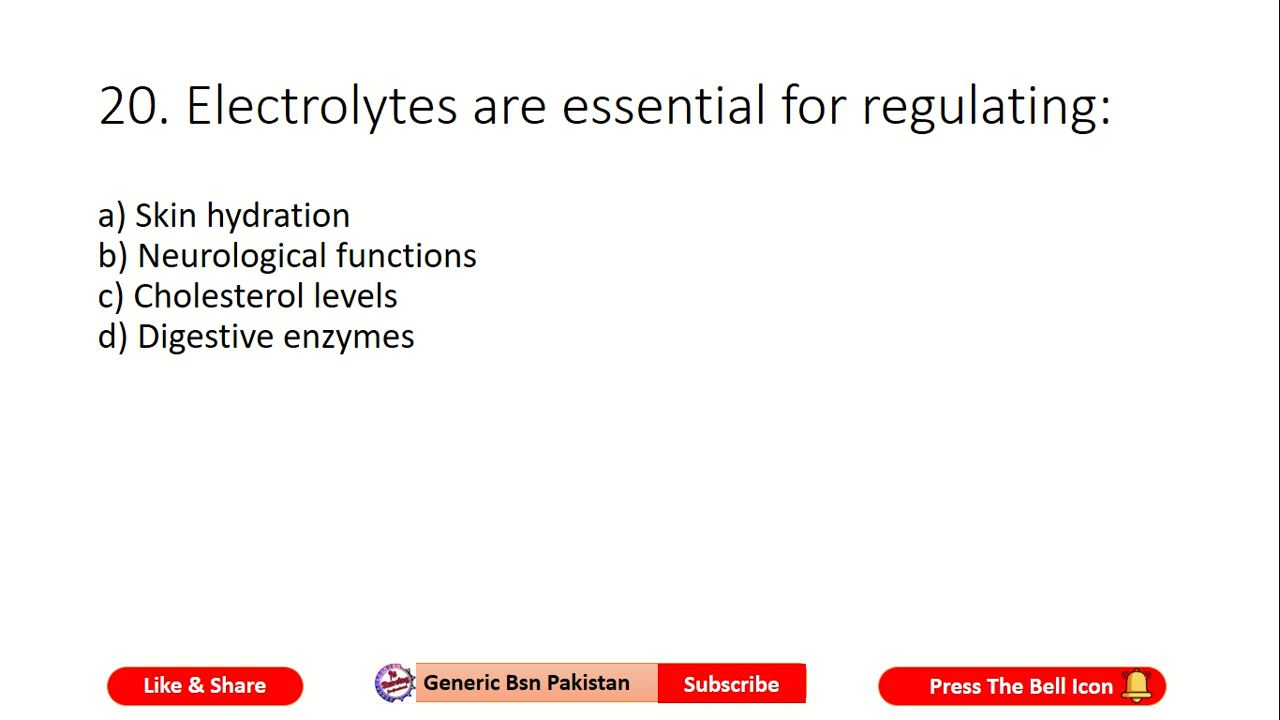 20. Electrolytes are essential for regulating:
a) Skin hydration
b) Neurological functions
c) Cholesterol levels
d) Digestive enzymes
Like & Share
Generic Bsn Pakistan
Subscribe
Press The Bell Icon